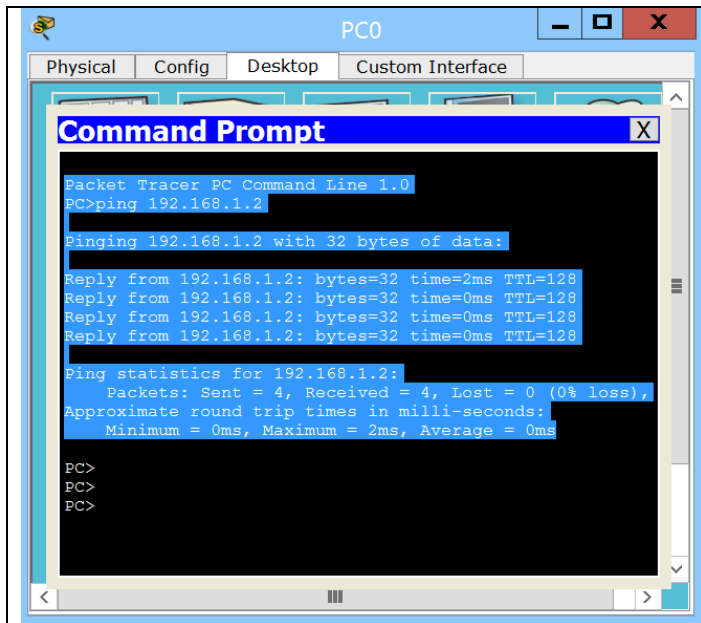 PC0
X
Physical Config Desktop Custom Interface
Command Prompt X
Packet Tracer PC Command Line 1.0
PC>ping 192.168.1.2
Pinging 192.168.1.2 with 32 bytes of data:
Reply from 192.168.1.2: bytes=32 time=2ms TTL=128
Reply from 192.168.1.2: bytes=32 time=0ms TTL=128
Reply from 192.168.1.2: bytes=32 time=0ms TTL=128
Reply from 192.168.1.2: bytes=32 time=0ms TTL=128
Ping statistics for 192.168.1.2:
Packets: Sent = 4, Received = 4, Lost = 0 (0% loss),
Approximate round trip times in milli-seconds:
Minimum = 0ms, Maximum = 2ms, Average = 0ms
PC>
PC>
PC>